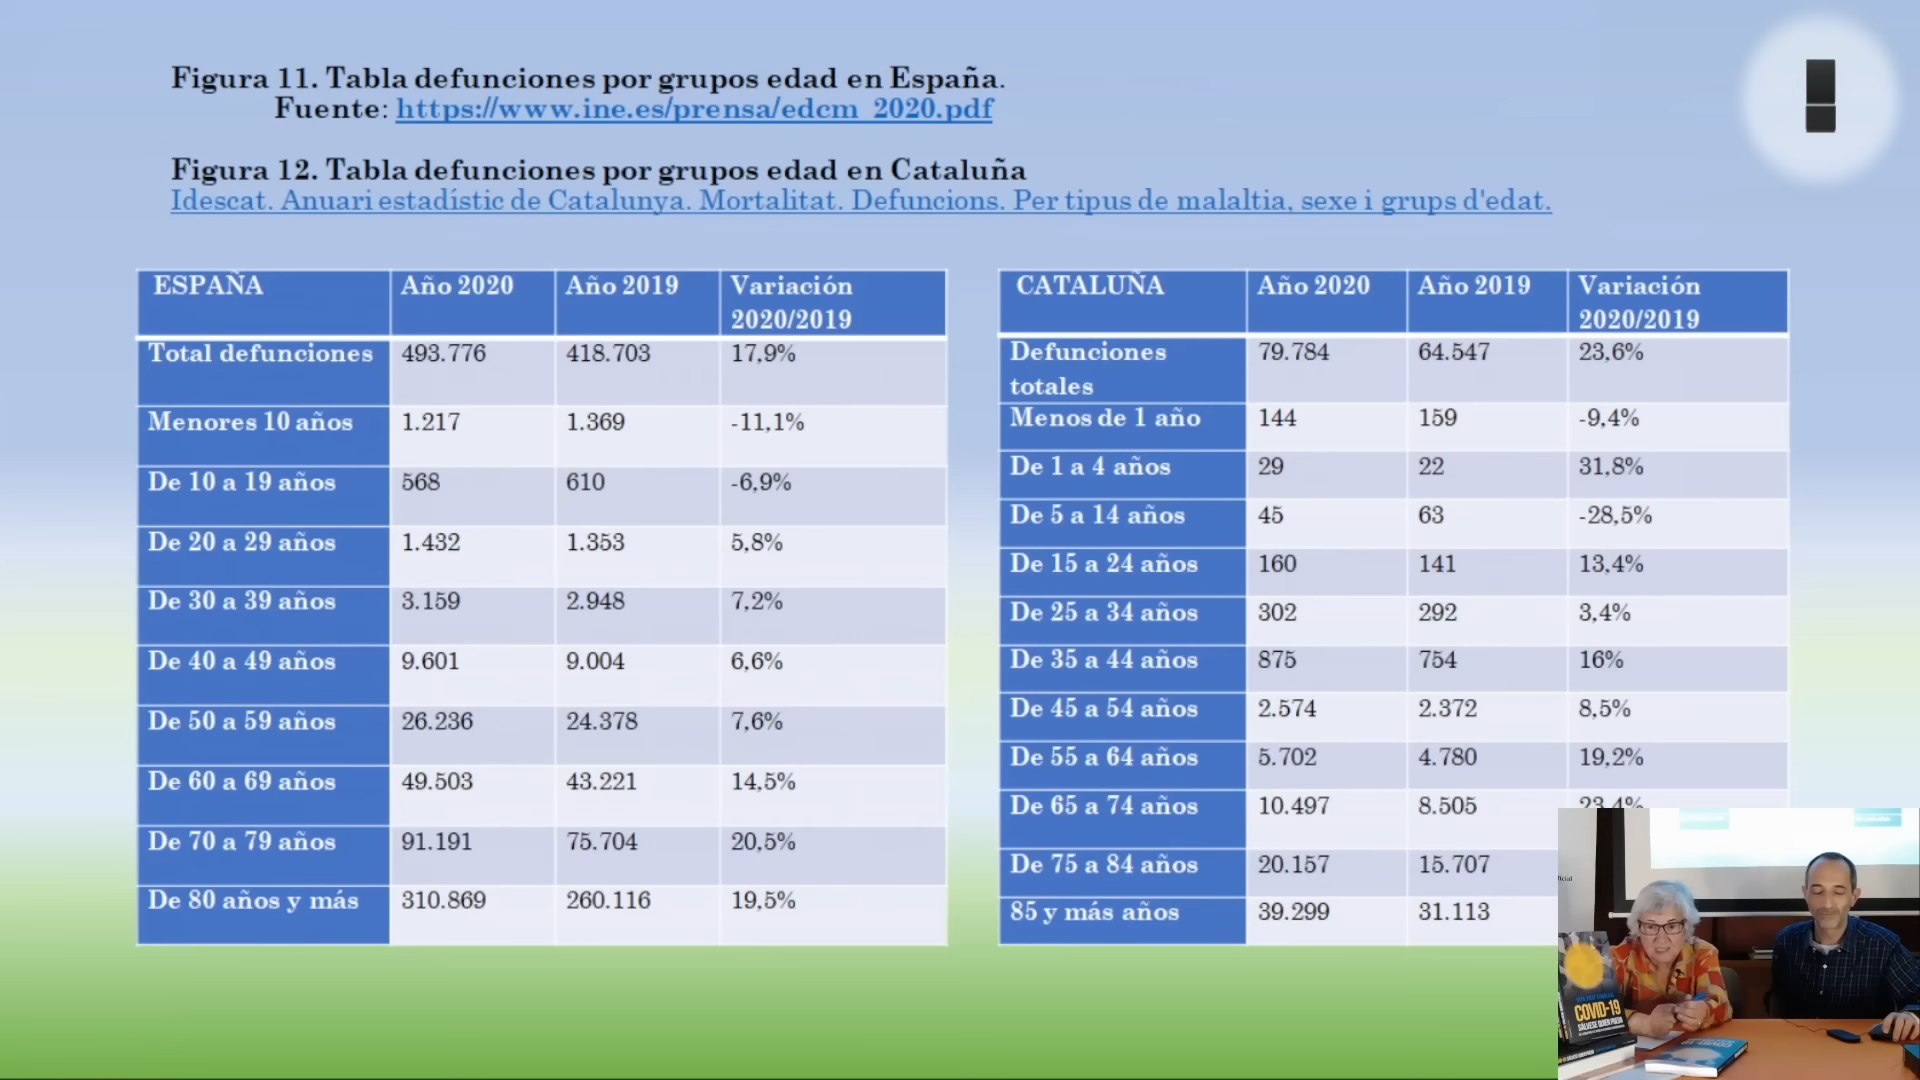 Figura 11. Tabla defunciones por grupos edad en España.
Fuente: https://www.ine.es/prensa/edcm_2020.pdf
Figura 12. Tabla defunciones por grupos edad en Cataluña
Idescat. Anuari estadístic de Catalunya. Mortalitat. Defuncions. Per tipus de malaltia, sexe i grups d'edat.
ESPAÑA Año 2020 Año 2019 Variación 2020/2019
Total defunciones 493.776 418.703 17,9%
Menores 10 años 1.217 1.369 -11,1%
De 10 a 19 años 568 610 -6,9%
De 20 a 29 años 1.432 1.353 5,8%
De 30 a 39 años 3.159 2.948 7,2%
De 40 a 49 años 9.601 9.004 6,6%
De 50 a 59 años 26.236 24.378 7,6%
De 60 a 69 años 49.503 43.221 14,5%
De 70 a 79 años 91.191 75.704 20,5%
De 80 años y más 310.869 260.116 19,5%
CATALUÑA Año 2020 Año 2019 Variación 2020/2019
Defunciones totales 79.784 64.547 23,6%
Menos de 1 año 144 159 -9,4%
De 1 a 4 años 29 22 31,8%
De 5 a 14 años 45 63 -28,5%
De 15 a 24 años 160 141 13,4%
De 25 a 34 años 302 292 3,4%
De 35 a 44 años 875 754 16%
De 45 a 54 años 2.574 2.372 8,5%
De 55 a 64 años 5.702 4.780 19,2%
De 65 a 74 años 10.497 8.505 23,4%
De 75 a 84 años 20.157 15.707
85 y más años 39.299 31.113
COVID-19
SÁLVESE QUIEN PUEDA